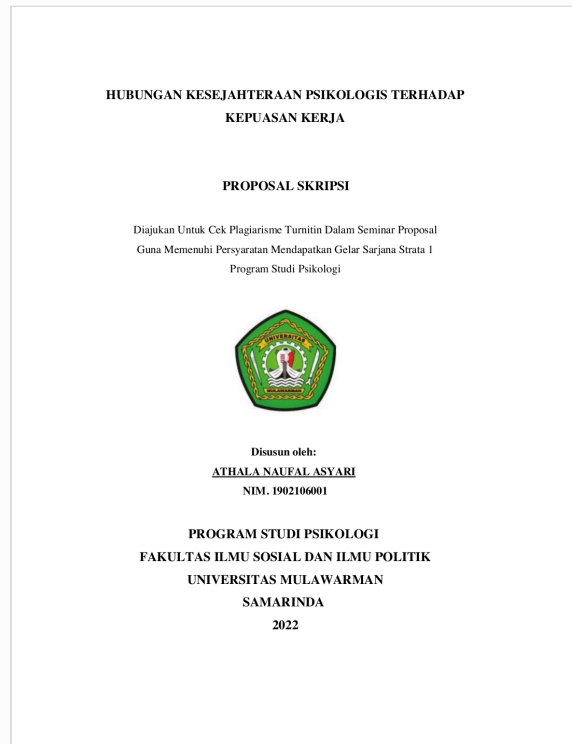 HUBUNGAN KESEJAHTERAAN PSIKOLOGIS TERHADAP
KEPUASAN KERJA
PROPOSAL SKRIPSI
Diajukan Untuk Cek Plagiarisme Turnitin Dalam Seminar Proposal
Guna Memenuhi Persyaratan Mendapatkan Gelar Sarjana Strata 1
Program Studi Psikologi
UNIVERSITAS
MULAWARMAN
Disusun oleh:
ATHALA NAUFAL ASYARI
NIM. 1902106001
PROGRAM STUDI PSIKOLOGI
FAKULTAS ILMU SOSIAL DAN ILMU POLITIK
UNIVERSITAS MULAWARMAN
SAMARINDA
2022